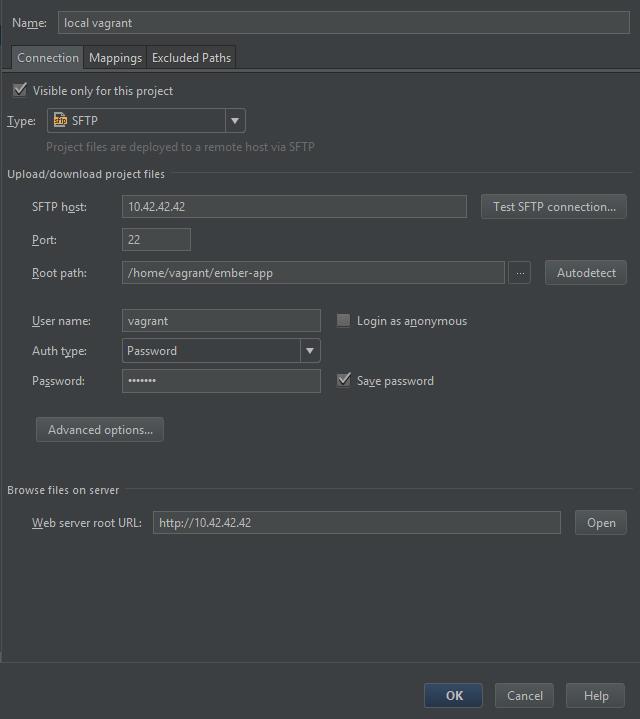 Name: local vagrant
Connection Mappings Excluded Paths
Visible only for this project
Type: sftp SFTP
Project files are deployed to a remote host via SFTP
Upload/download project files
SFTP host: 10.42.42.42 Test SFTP connection...
Port: 22
Root path: /home/vagrant/ember-app ... Autodetect
User name: vagrant Login as anonymous
Auth type: Password
Password: ••••••• Save password
Advanced options...
Browse files on server
Web server root URL: http://10.42.42.42 Open
OK Cancel Help